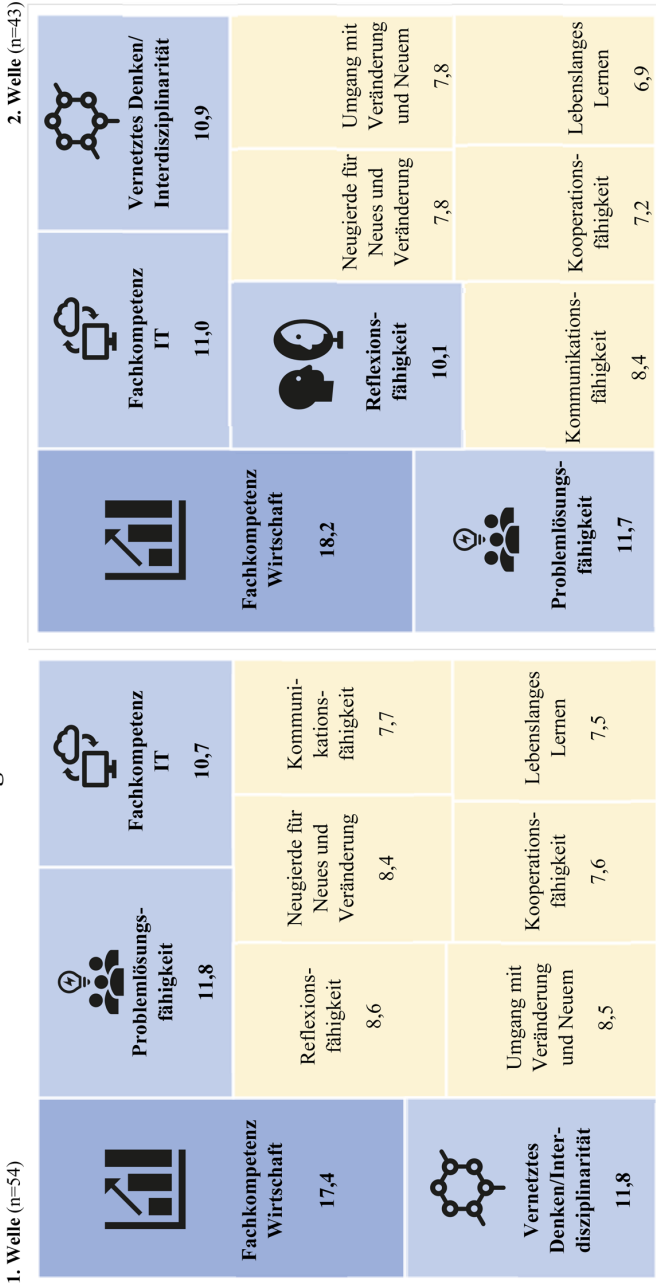 1. Welle (n=54)
Fachkompetenz
Wirtschaft
17,4
Vernetztes
Denken/Inter-
disziplinarität
11,8
Problemlösungs-
fähigkeit
11,8
Fachkompetenz
IT
10,7
Reflexions-
fähigkeit
8,6
Neugierde für
Neues und
Veränderung
8,4
Kommuni-
kations-
fähigkeit
7,7
Umgang mit
Veränderung
und Neuem
8,5
Kooperations-
fähigkeit
7,6
Lebenslanges
Lernen
7,5
2. Welle (n=43)
Fachkompetenz
Wirtschaft
18,2
Problemlösungs-
fähigkeit
11,7
Fachkompetenz
IT
11,0
Vernetztes Denken/
Interdisziplinarität
10,9
Reflexions-
fähigkeit
10,1
Neugierde für
Neues und
Veränderung
7,8
Umgang mit
Veränderung
und Neuem
7,8
Kommunikations-
fähigkeit
8,4
Kooperations-
fähigkeit
7,2
Lebenslanges
Lernen
6,9